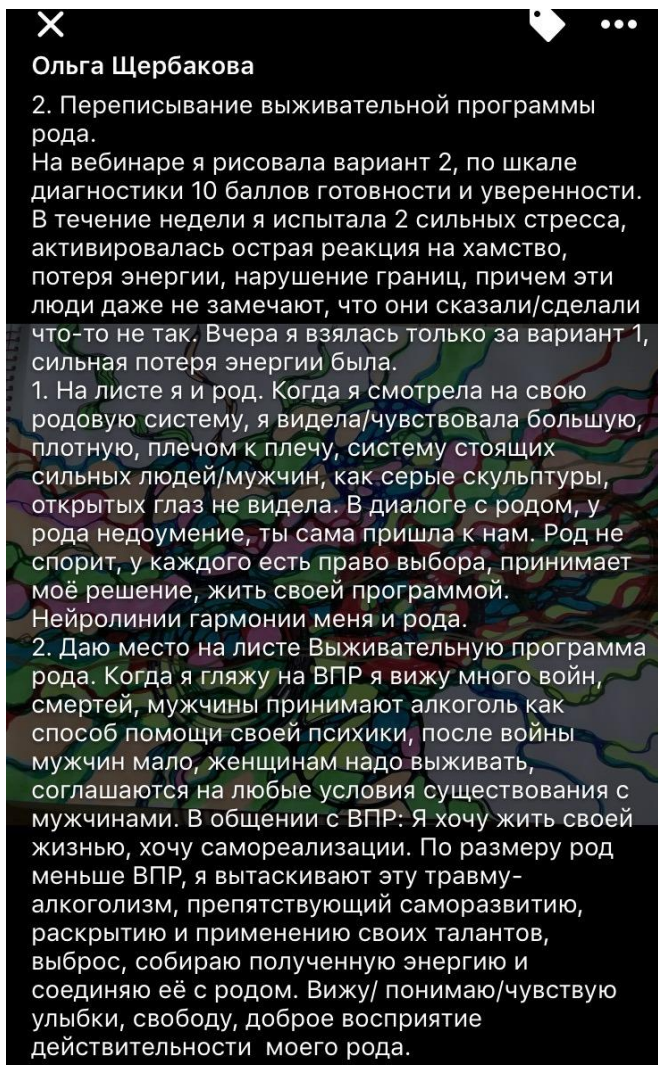 Ольга Щербакова
2. Переписывание выживательной программы
рода.
На вебинаре я рисовала вариант 2, по шкале
диагностики 10 баллов готовности и уверенности.
В течение недели я испытала 2 сильных стресса,
активировалась острая реакция на хамство,
потеря энергии, нарушение границ, причем эти
люди даже не замечают, что они сказали/сделали
что-то не так. Вчера я взялась только за вариант 1,
сильная потеря энергии была.
1. На листе я и род. Когда я смотрела на свою
родовую систему, я видела/чувствовала большую,
плотную, плечом к плечу, систему стоящих
сильных людей/мужчин, как серые скульптуры,
открытых глаз не видела. В диалоге с родом, у
рода недоумение, ты сама пришла к нам. Род не
спорит, у каждого есть право выбора, принимает
моё решение, жить своей программой.
Нейролинии гармонии меня и рода.
2. Даю место на листе Выживательную программа
рода. Когда я гляжу на ВПР я вижу много войн,
смертей, мужчины принимают алкоголь как
способ помощи своей психики, после войны
мужчин мало, женщинам надо выживать,
соглашаются на любые условия существования с
мужчинами. В общении с ВПР: Я хочу жить своей
жизнью, хочу самореализации. По размеру род
меньше ВПР, я вытаскивают эту травму-
алкоголизм, препятствующий саморазвитию,
раскрытию и применению своих талантов,
выброс, собираю полученную энергию и
соединяю её с родом. Вижу/ понимаю/чувствую
улыбки, свободу, доброе восприятие
действительности  моего рода.